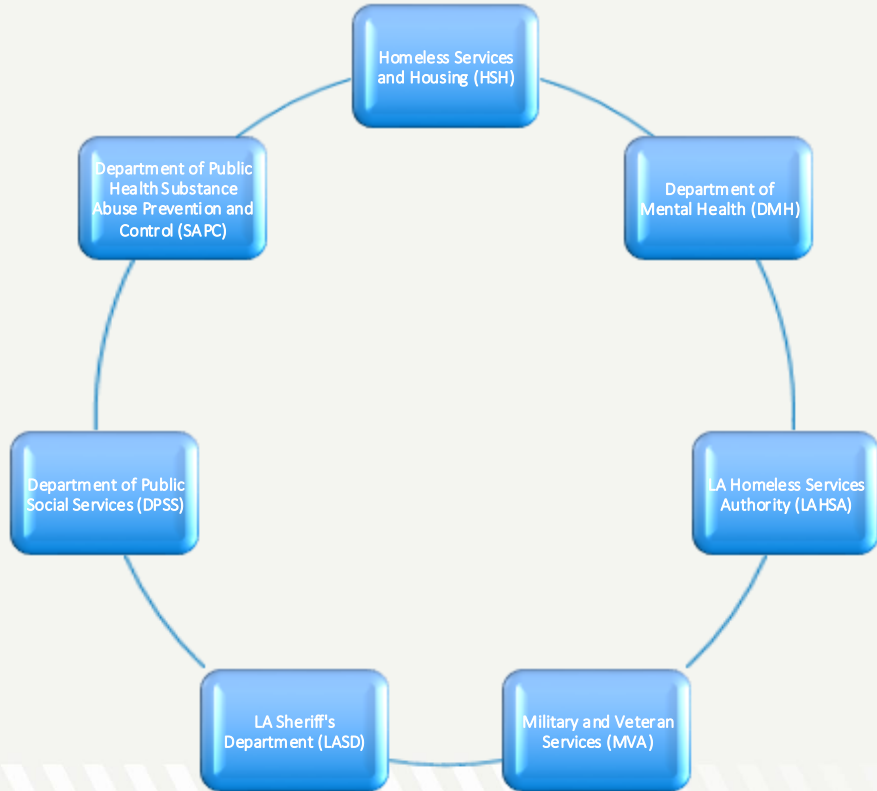 Homeless Services
and Housing (HSH)
Department of
Mental Health (DMH)
LA Homeless Services
Authority (LAHSA)
Military and Veteran
Services (MVA)
LA Sheriff's
Department (LASD)
Department of Public
Social Services (DPSS)
Department of Public
Health Substance
Abuse Prevention and
Control (SAPC)